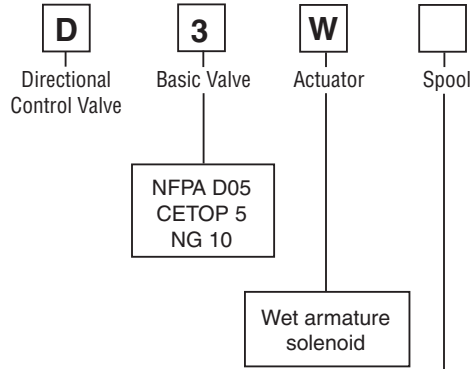 D 3 W
Directional Basic Valve Actuator Spool
Control Valve
NFPA D05
CETOP 5
NG 10
Wet armature
solenoid